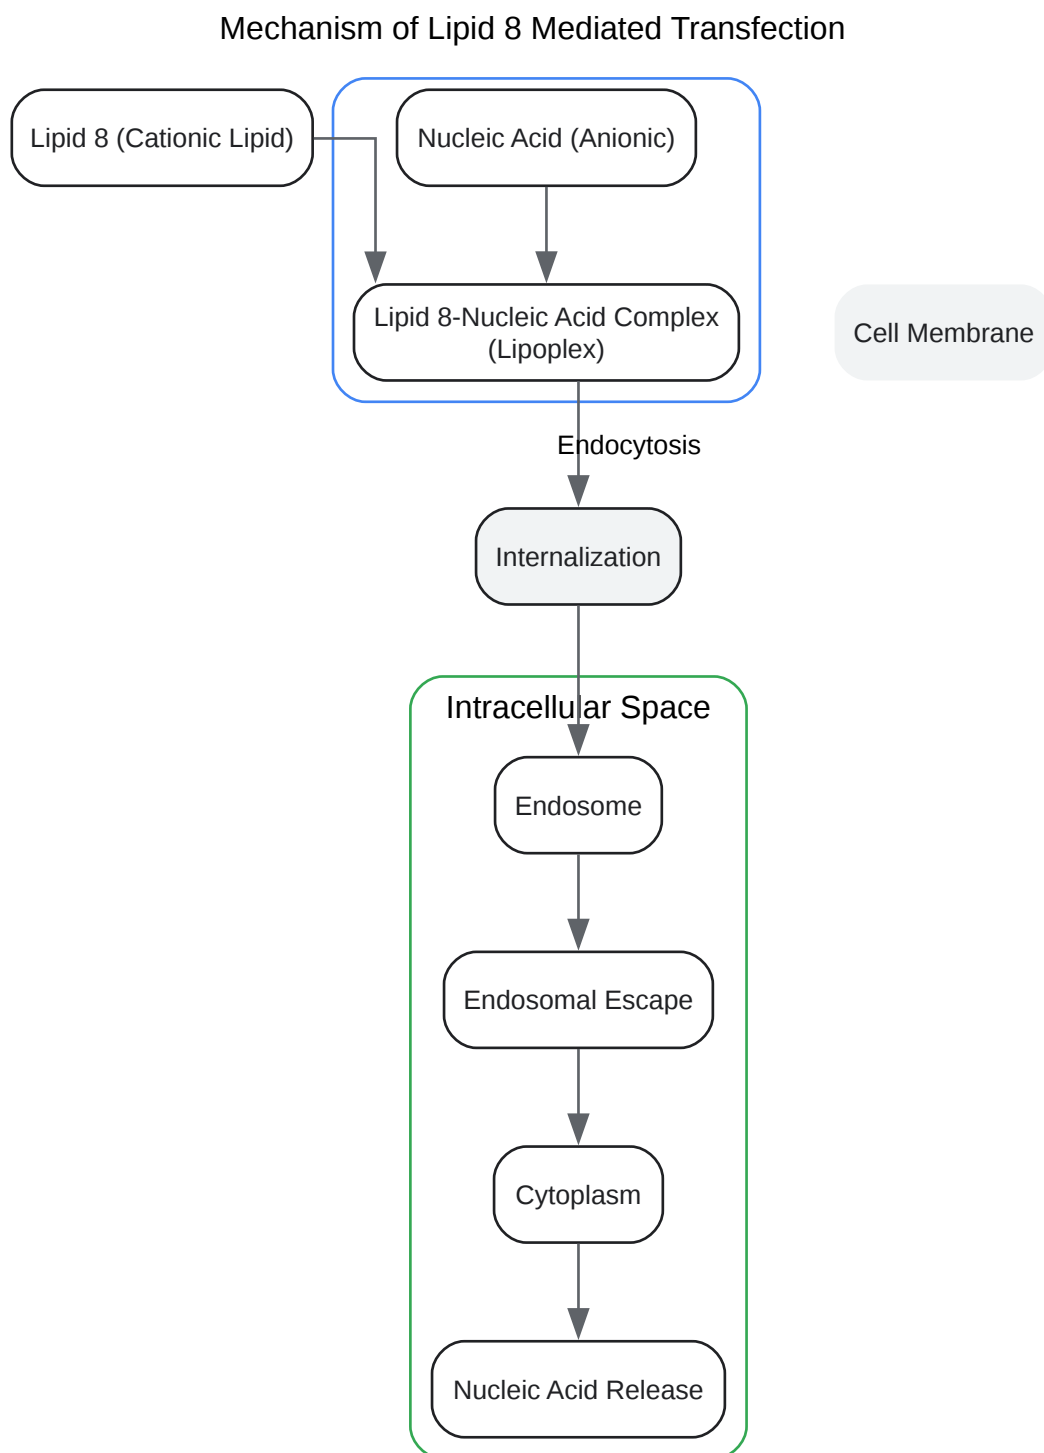 Mechanism of Lipid 8 Mediated Transfection
Lipid 8 (Cationic Lipid)
Nucleic Acid (Anionic)
Lipid 8-Nucleic Acid Complex
(Lipoplex)
Cell Membrane
Endocytosis
Internalization
Intracellular Space
Endosome
Endosomal Escape
Cytoplasm
Nucleic Acid Release